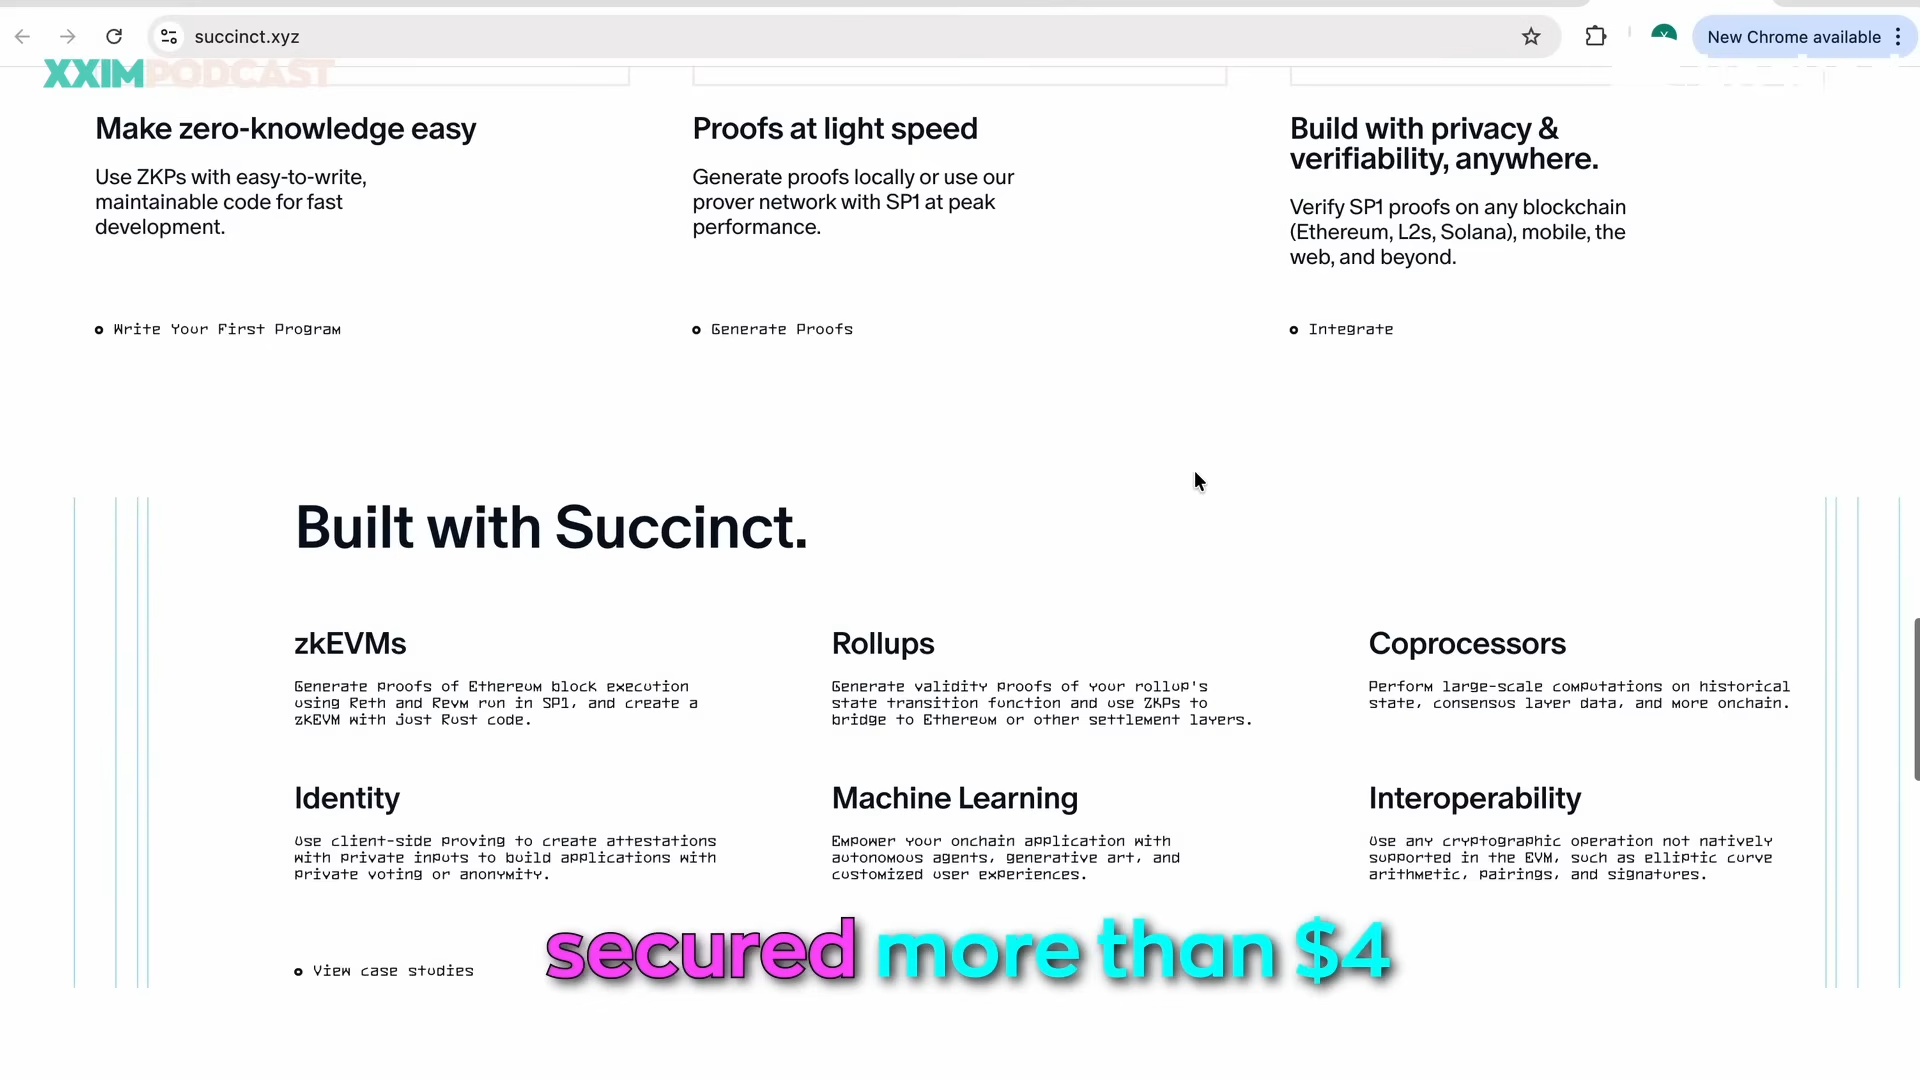 succinct.xyz
New Chrome available
XXIMPODCAST
Make zero-knowledge easy
Use ZKPs with easy-to-write,
maintainable code for fast
development.
Write Your First Program
Proofs at light speed
Generate proofs locally or use our
prover network with SP1 at peak
performance.
Generate Proofs
Build with privacy &
verifiability, anywhere.
Verify SP1 proofs on any blockchain
(Ethereum, L2s, Solana), mobile, the
web, and beyond.
Integrate
Built with Succinct.
zkEVMs
Generate proofs of Ethereum block execution
using Reth and Revm run in SP1, and create a
zkEVM with just Rust code.
Rollups
Generate validity proofs of your rollup's
state transition function and use ZKPs to
bridge to Ethereum or other settlement layers.
Coprocessors
Perform large-scale computations on historical
state, consensus layer data, and more onchain.
Identity
Use client-side proving to create attestations
with private inputs to build applications with
private voting or anonymity.
Machine Learning
Empower your onchain application with
autonomous agents, generative art, and
customized user experiences.
Interoperability
Use any cryptographic operation not natively
supported in the EVM, such as elliptic curve
arithmetic, pairings, and signatures.
View case studies
secured more than $4